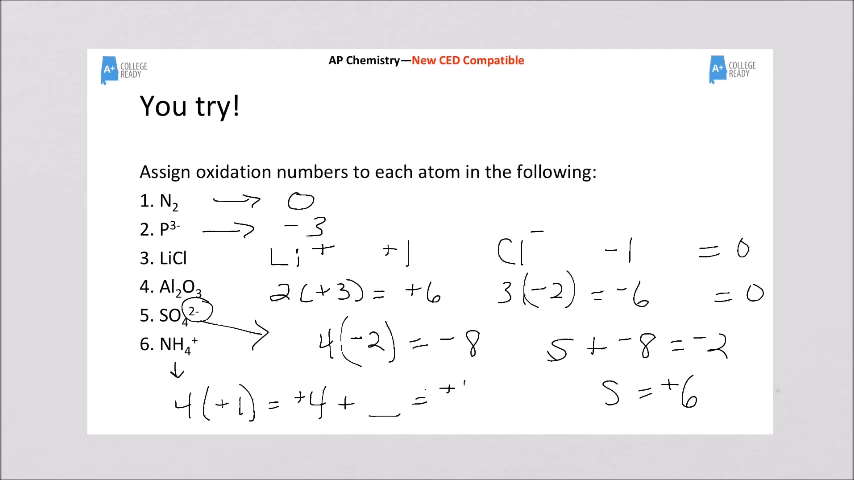 A+ COLLEGE READY
AP Chemistry—New CED Compatible
A+ COLLEGE READY
You try!
Assign oxidation numbers to each atom in the following:
1. N₂ → 0
2. P³⁻ → -3
3. LiCl Li⁺ +1 Cl⁻ -1 = 0
4. Al₂O₃ 2(+3) = +6 3(-2) = -6 = 0
5. SO₄²⁻ → 4(-2) = -8 S + -8 = -2
6. NH₄⁺
↓ S = +6
4(+1) = +4 + __ = +